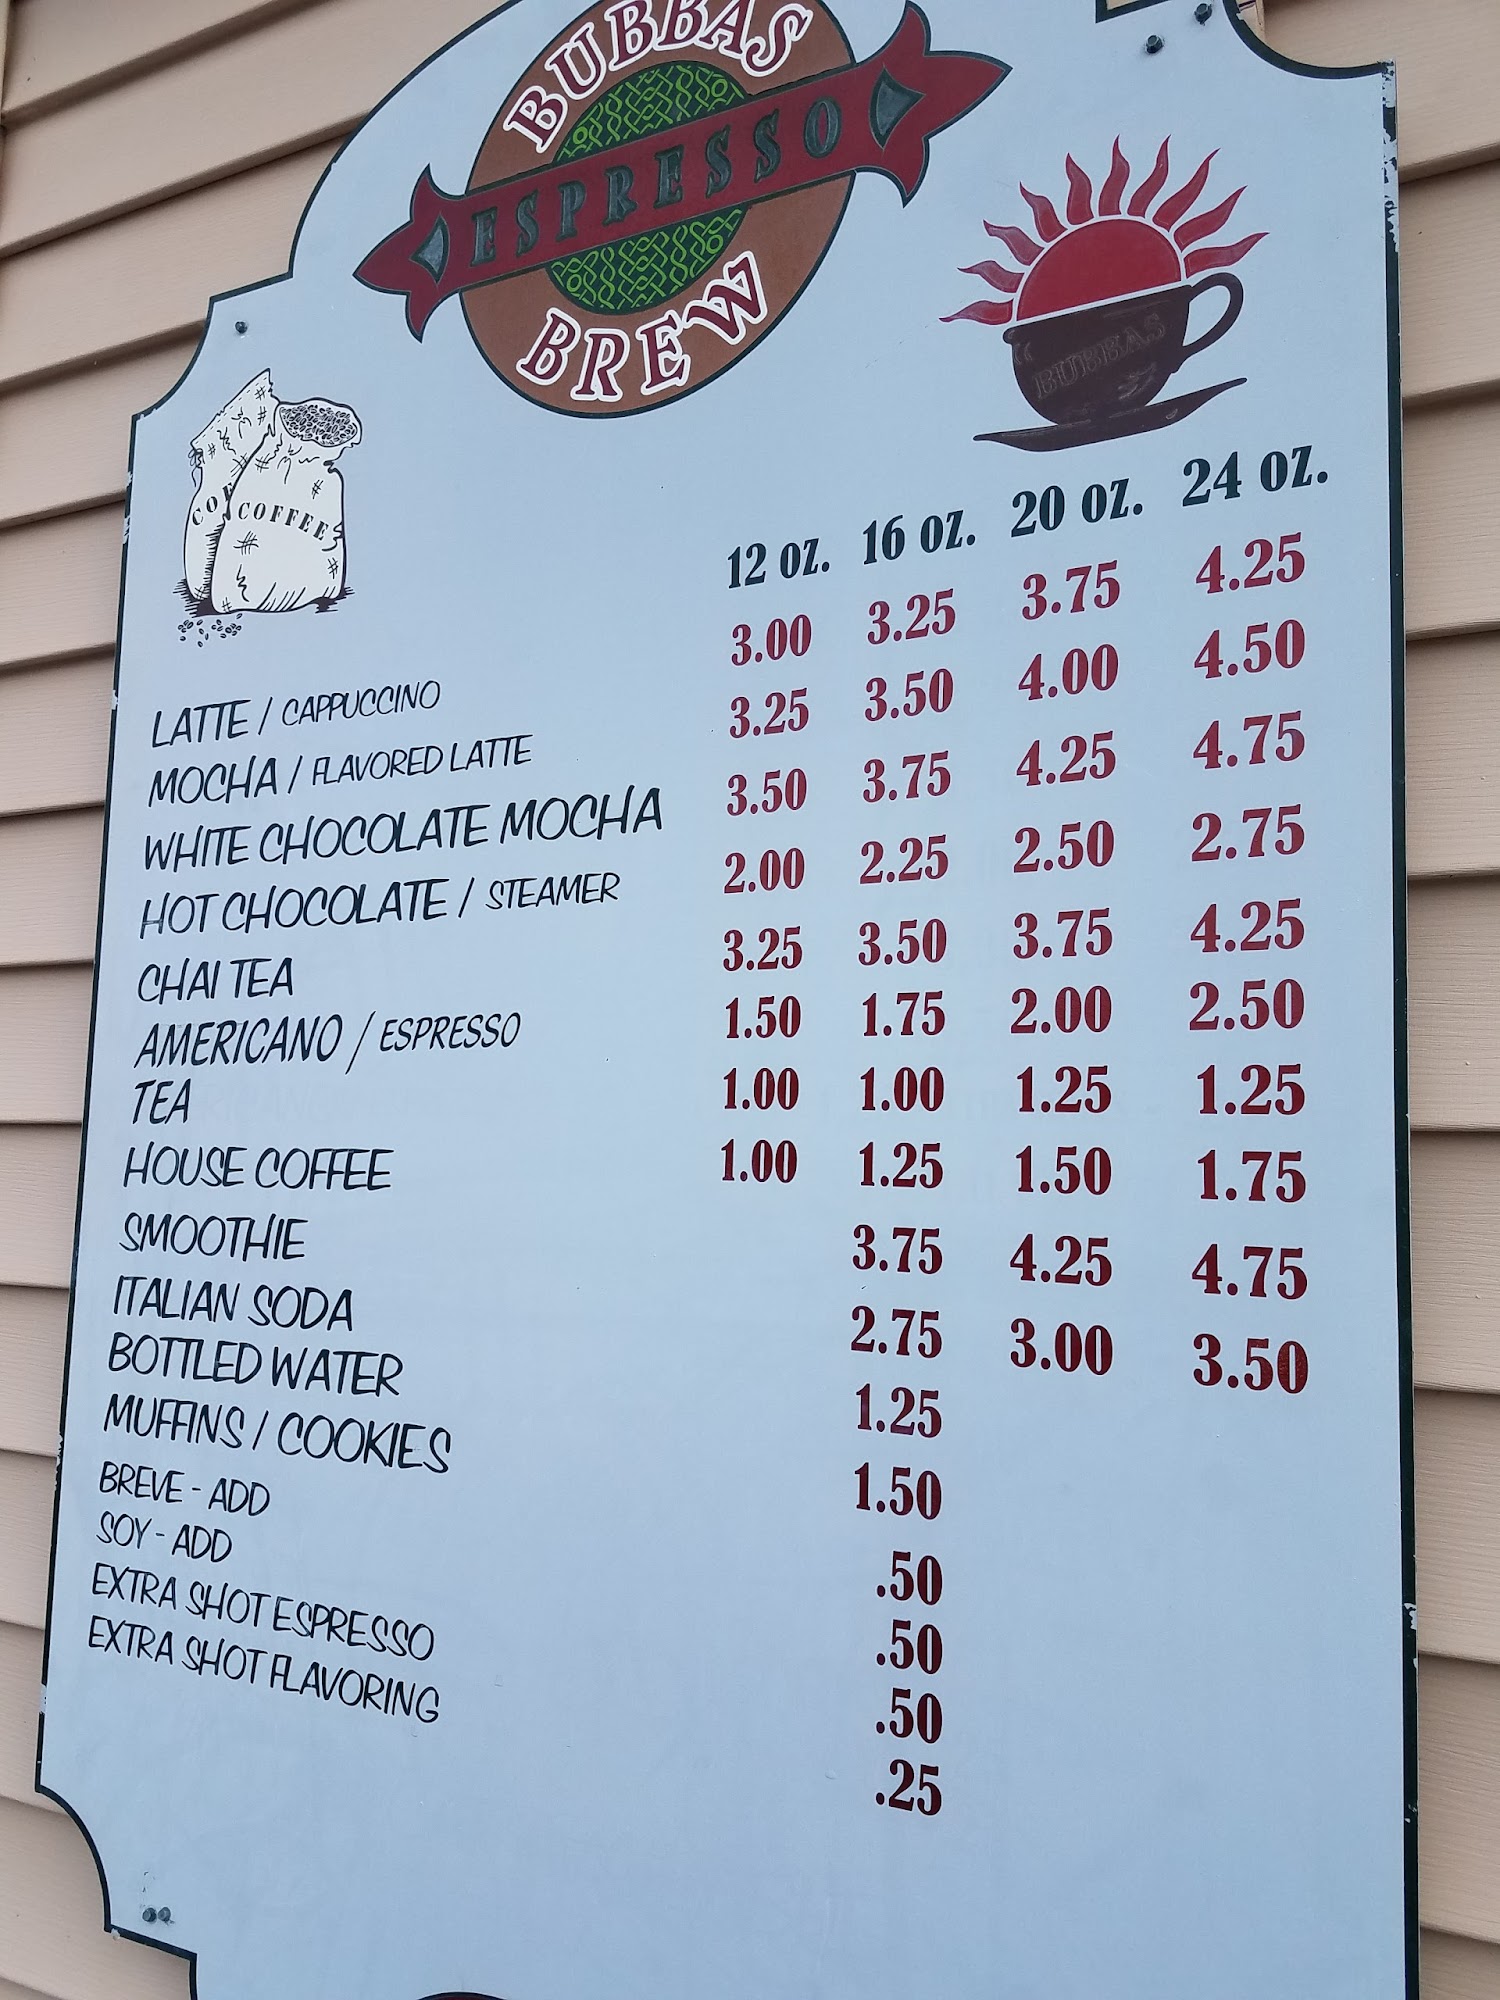 BUBBAS
ESPRESSO
BREW
BUBBAS
COF
COFFEE
12 OZ. 16 OZ. 20 OZ. 24 OZ.
LATTE / CAPPUCCINO 3.00 3.25 3.75 4.25
MOCHA / FLAVORED LATTE 3.25 3.50 4.00 4.50
WHITE CHOCOLATE MOCHA 3.50 3.75 4.25 4.75
HOT CHOCOLATE / STEAMER 2.00 2.25 2.50 2.75
CHAI TEA 3.25 3.50 3.75 4.25
AMERICANO / ESPRESSO 1.50 1.75 2.00 2.50
TEA 1.00 1.00 1.25 1.25
HOUSE COFFEE 1.00 1.25 1.50 1.75
SMOOTHIE 3.75 4.25 4.75
ITALIAN SODA 2.75 3.00 3.50
BOTTLED WATER 1.25
MUFFINS / COOKIES 1.50
BREVE - ADD .50
SOY - ADD .50
EXTRA SHOT ESPRESSO .50
EXTRA SHOT FLAVORING .25